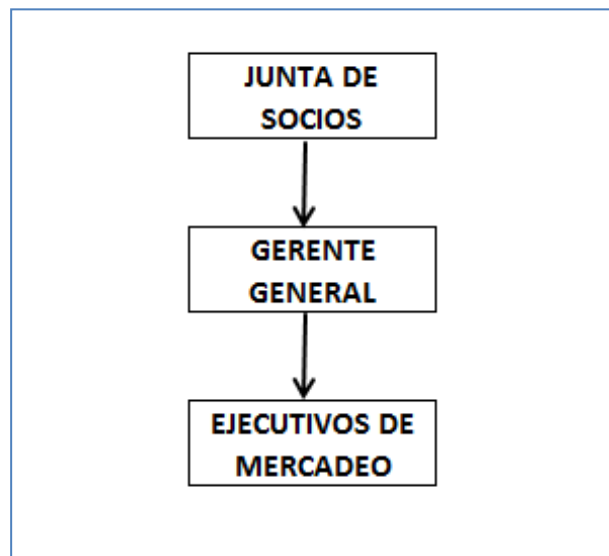 JUNTA DE
SOCIOS
GERENTE
GENERAL
EJECUTIVOS DE
MERCADEO